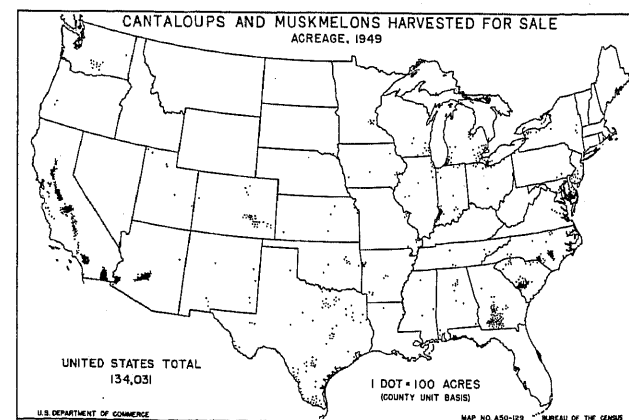 CANTALOUPS AND MUSKMELONS HARVESTED FOR SALE
ACREAGE, 1949
UNITED STATES TOTAL
134,031
1 DOT = 100 ACRES
(COUNTY UNIT BASIS)
U.S. DEPARTMENT OF COMMERCE
MAP NO. A50-129 BUREAU OF THE CENSUS